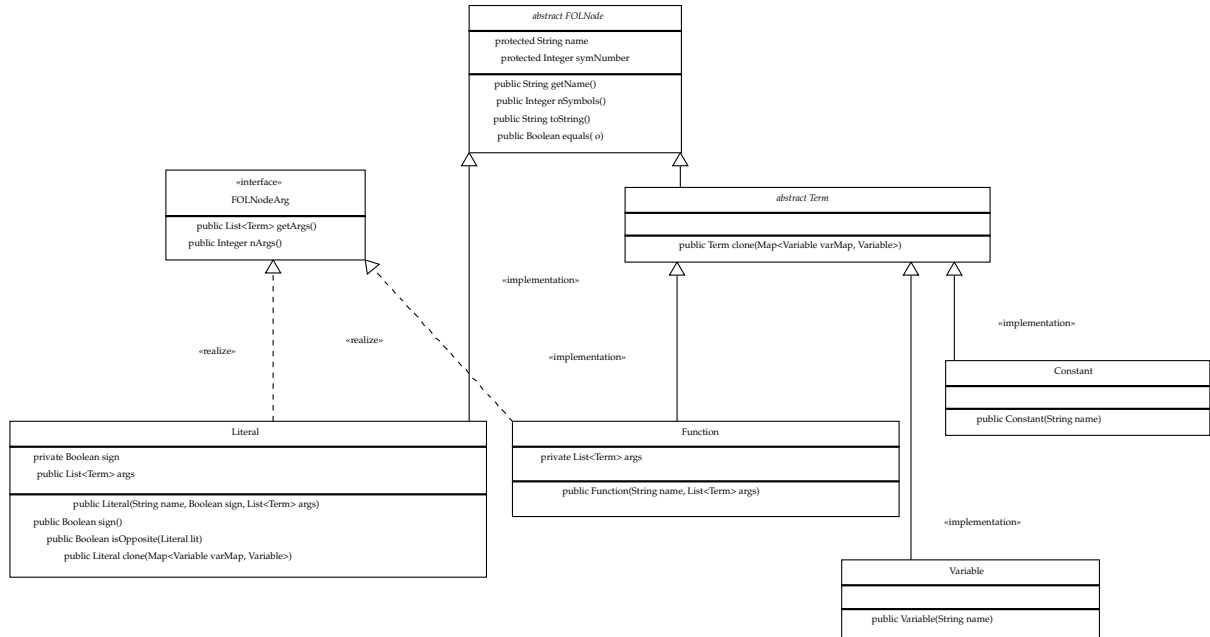 abstract FOLNode
protected String name
protected Integer symNumber
public String getName()
public Integer nSymbols()
public String toString()
public Boolean equals( o)
«interface»
FOLNodeArg
public List<Term> getArgs()
public Integer nArgs()
abstract Term
public Term clone(Map<Variable varMap, Variable>)
«implementation»
«implementation»
«realize»
«realize»
«implementation»
Constant
public Constant(String name)
Literal
private Boolean sign
public List<Term> args
public Literal(String name, Boolean sign, List<Term> args)
public Boolean sign()
public Boolean isOpposite(Literal lit)
public Literal clone(Map<Variable varMap, Variable>)
Function
private List<Term> args
public Function(String name, List<Term> args)
«implementation»
Variable
public Variable(String name)